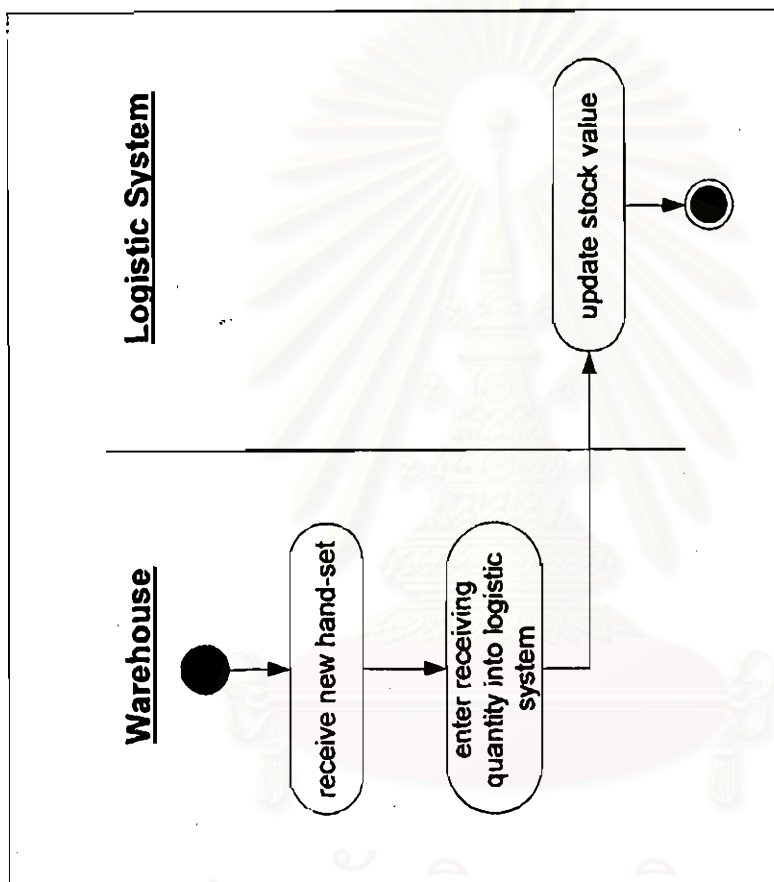 Warehouse
Logistic System
receive new hand-set
enter receiving
quantity into logistic
system
update stock value